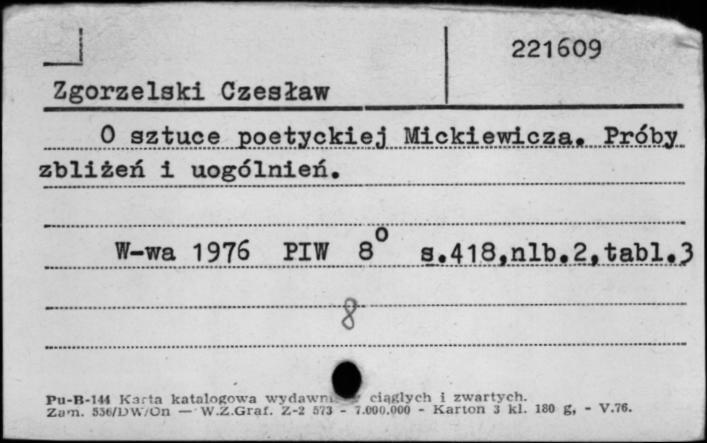 221609
Zgorzelski Czesław
O sztuce poetyckiej Mickiewicza. Próby
zbliżeń i uogólnień.
W-wa 1976 PIW 8° s.418,nlb.2,tabl.3
8
Pu-B-144 Karta katalogowa ciągłych i zwartych.
Zam. 556/DW/On — W.Z.Graf. Z-2 573 - 7.000.000 - Karton 3 kl. 180 g, - V.76.